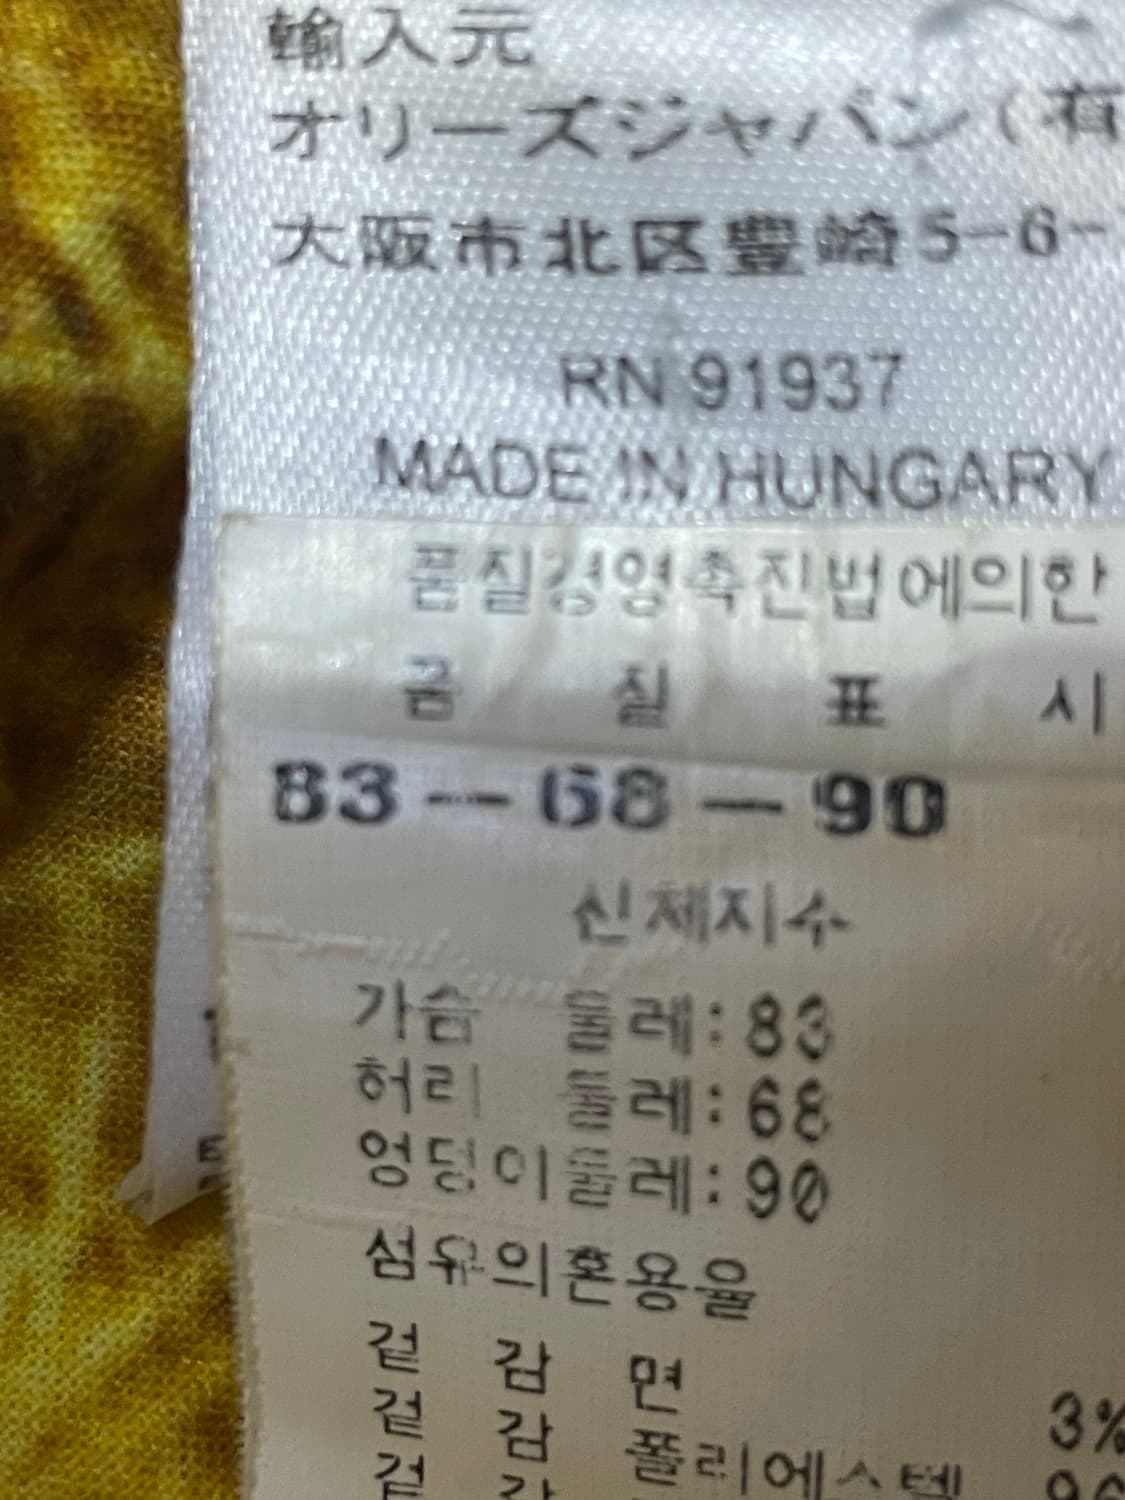 輸入元
オリーズジャパン(有
大阪市北区豊崎5-6-
RN 91937
MADE IN HUNGARY
품질경영촉진법에의한
품 질 표 시
83-68-90
신체지수
가슴 둘레:83
허리 둘레:68
엉덩이둘레:90
섬유의혼용율
겉 감 면 3%
겉 감 폴리에스텔 96
겉 감